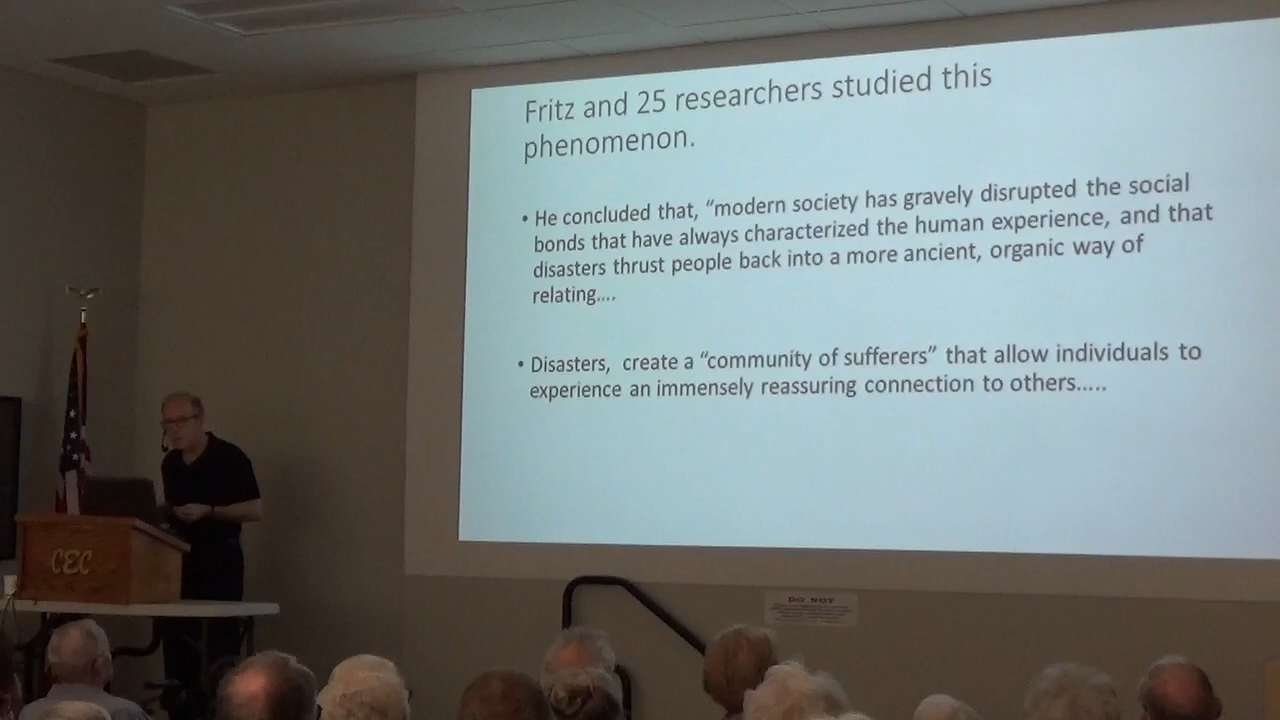 Fritz and 25 researchers studied this
phenomenon.
• He concluded that, “modern society has gravely disrupted the social
bonds that have always characterized the human experience, and that
disasters thrust people back into a more ancient, organic way of
relating....
• Disasters,  create a “community of sufferers” that allow individuals to
experience an immensely reassuring connection to others.....
CEC
DO NOT